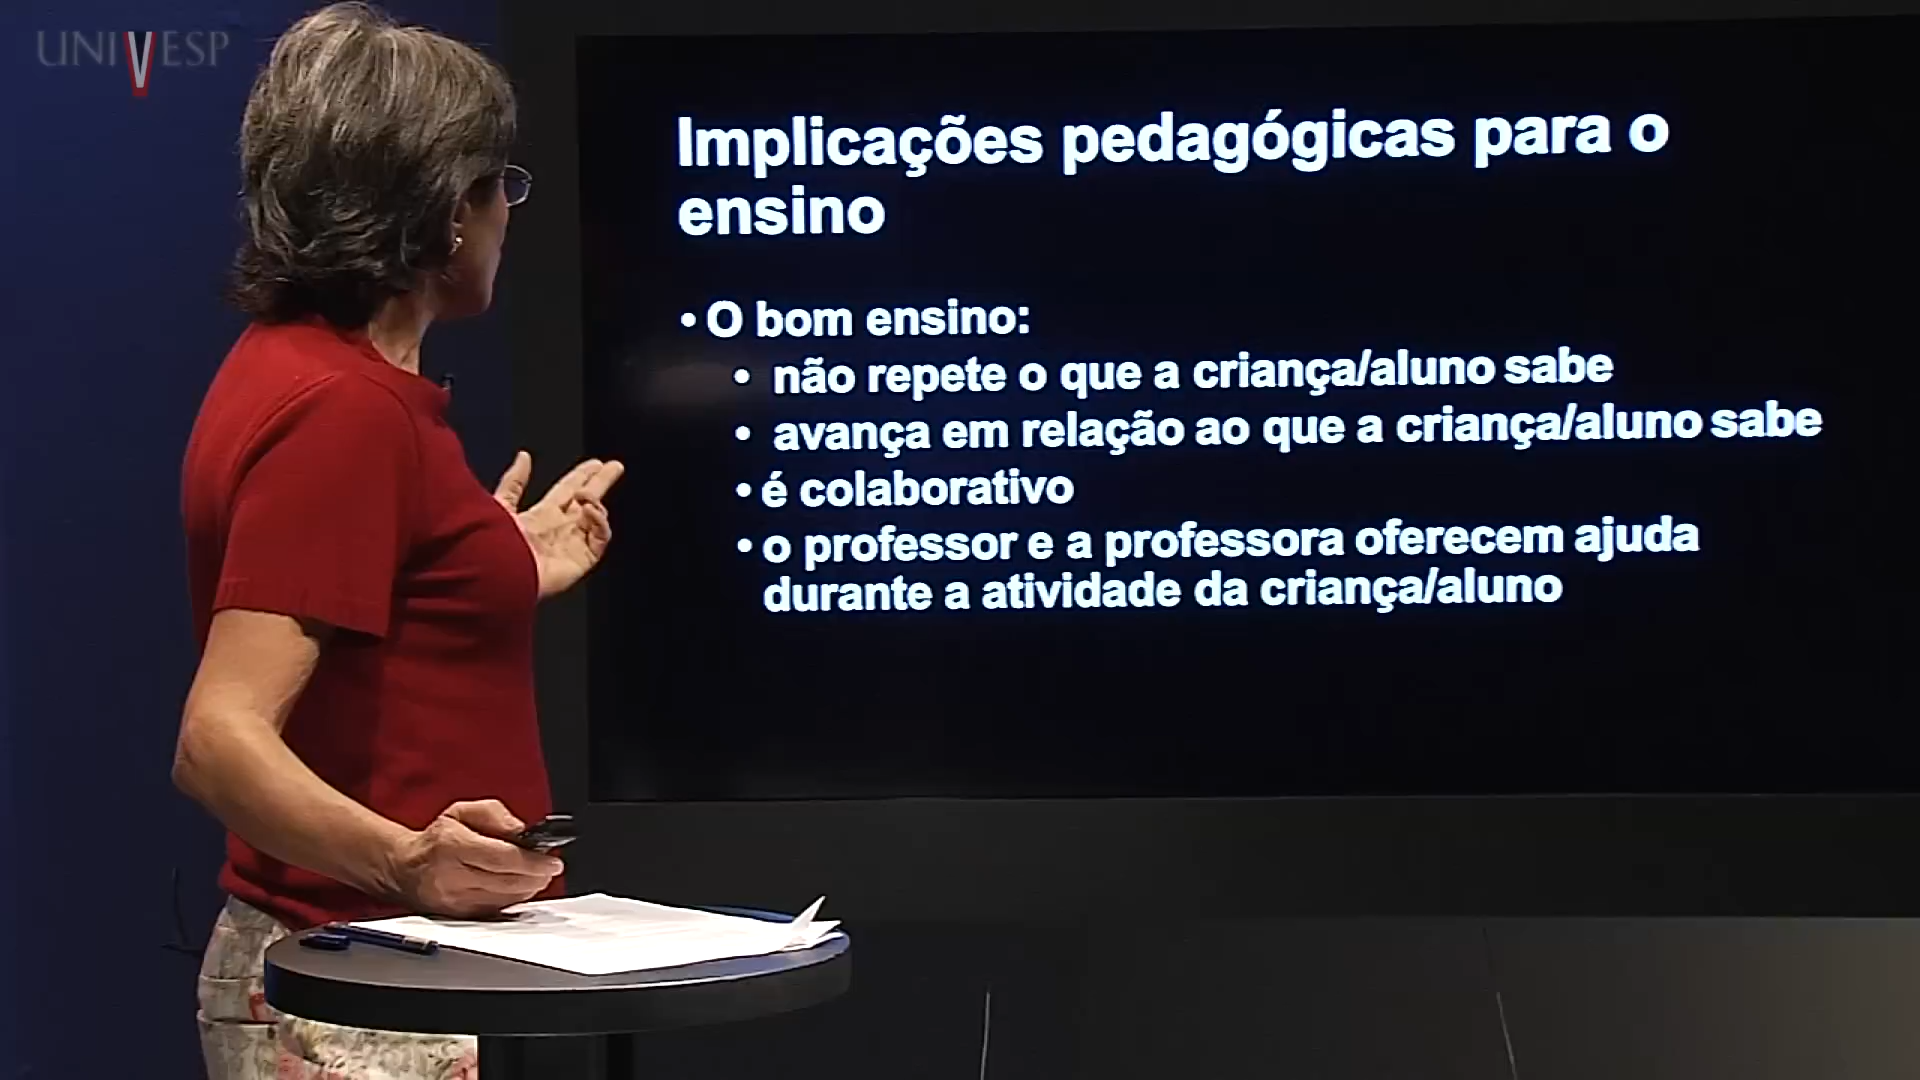 UNIVESP
Implicações pedagógicas para o
ensino
• O bom ensino:
• não repete o que a criança/aluno sabe
• avança em relação ao que a criança/aluno sabe
• é colaborativo
• o professor e a professora oferecem ajuda
durante a atividade da criança/aluno